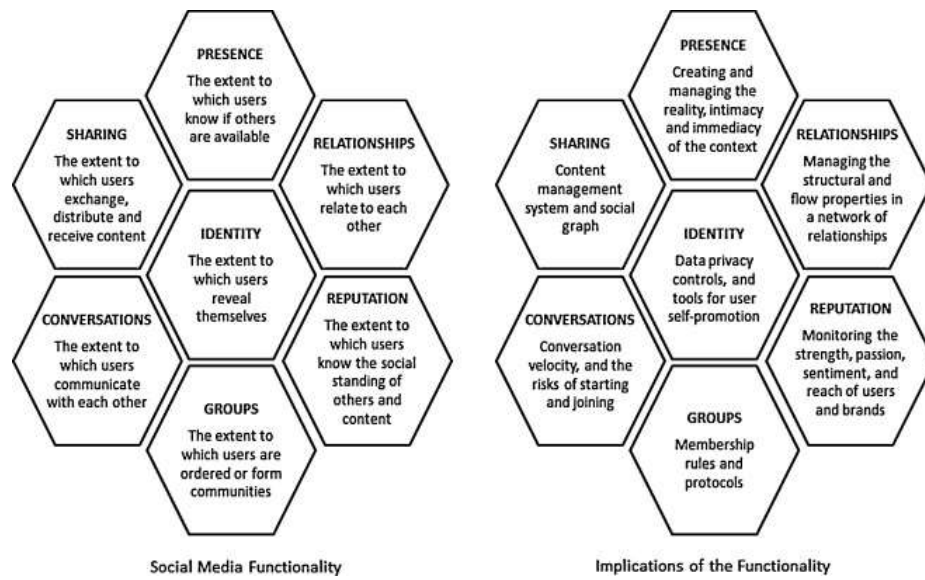 PRESENCE
The extent to
which users
know if others
are available
SHARING
The extent to
which users
exchange,
distribute and
receive content
RELATIONSHIPS
The extent to
which users
relate to each
other
IDENTITY
The extent to
which users
reveal
themselves
CONVERSATIONS
The extent to
which users
communicate
with each other
REPUTATION
The extent to
which users
know the social
standing of
others and
content
GROUPS
The extent to
which users are
ordered or form
communities
Social Media Functionality
PRESENCE
Creating and
managing the
reality, intimacy
and immediacy
of the context
SHARING
Content
management
system and social
graph
RELATIONSHIPS
Managing the
structural and
flow properties in
a network of
relationships
IDENTITY
Data privacy
controls, and
tools for user
self-promotion
CONVERSATIONS
Conversation
velocity, and the
risks of starting
and joining
REPUTATION
Monitoring the
strength, passion,
sentiment, and
reach of users
and brands
GROUPS
Membership
rules and
protocols
Implications of the Functionality